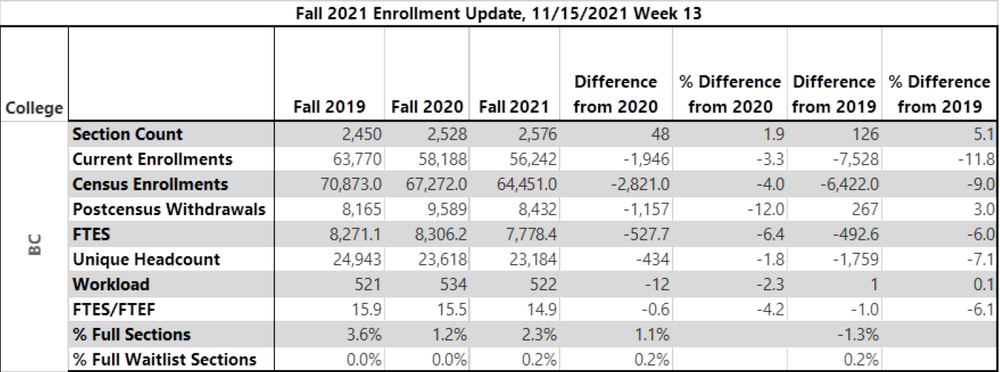 Fall 2021 Enrollment Update, 11/15/2021 Week 13
College Fall 2019 Fall 2020 Fall 2021 Difference from 2020 % Difference from 2020 Difference from 2019 % Difference from 2019
BC
Section Count 2,450 2,528 2,576 48 1.9 126 5.1
Current Enrollments 63,770 58,188 56,242 -1,946 -3.3 -7,528 -11.8
Census Enrollments 70,873.0 67,272.0 64,451.0 -2,821.0 -4.0 -6,422.0 -9.0
Postcensus Withdrawals 8,165 9,589 8,432 -1,157 -12.0 267 3.0
FTES 8,271.1 8,306.2 7,778.4 -527.7 -6.4 -492.6 -6.0
Unique Headcount 24,943 23,618 23,184 -434 -1.8 -1,759 -7.1
Workload 521 534 522 -12 -2.3 1 0.1
FTES/FTEF 15.9 15.5 14.9 -0.6 -4.2 -1.0 -6.1
% Full Sections 3.6% 1.2% 2.3% 1.1% -1.3%
% Full Waitlist Sections 0.0% 0.0% 0.2% 0.2% 0.2%